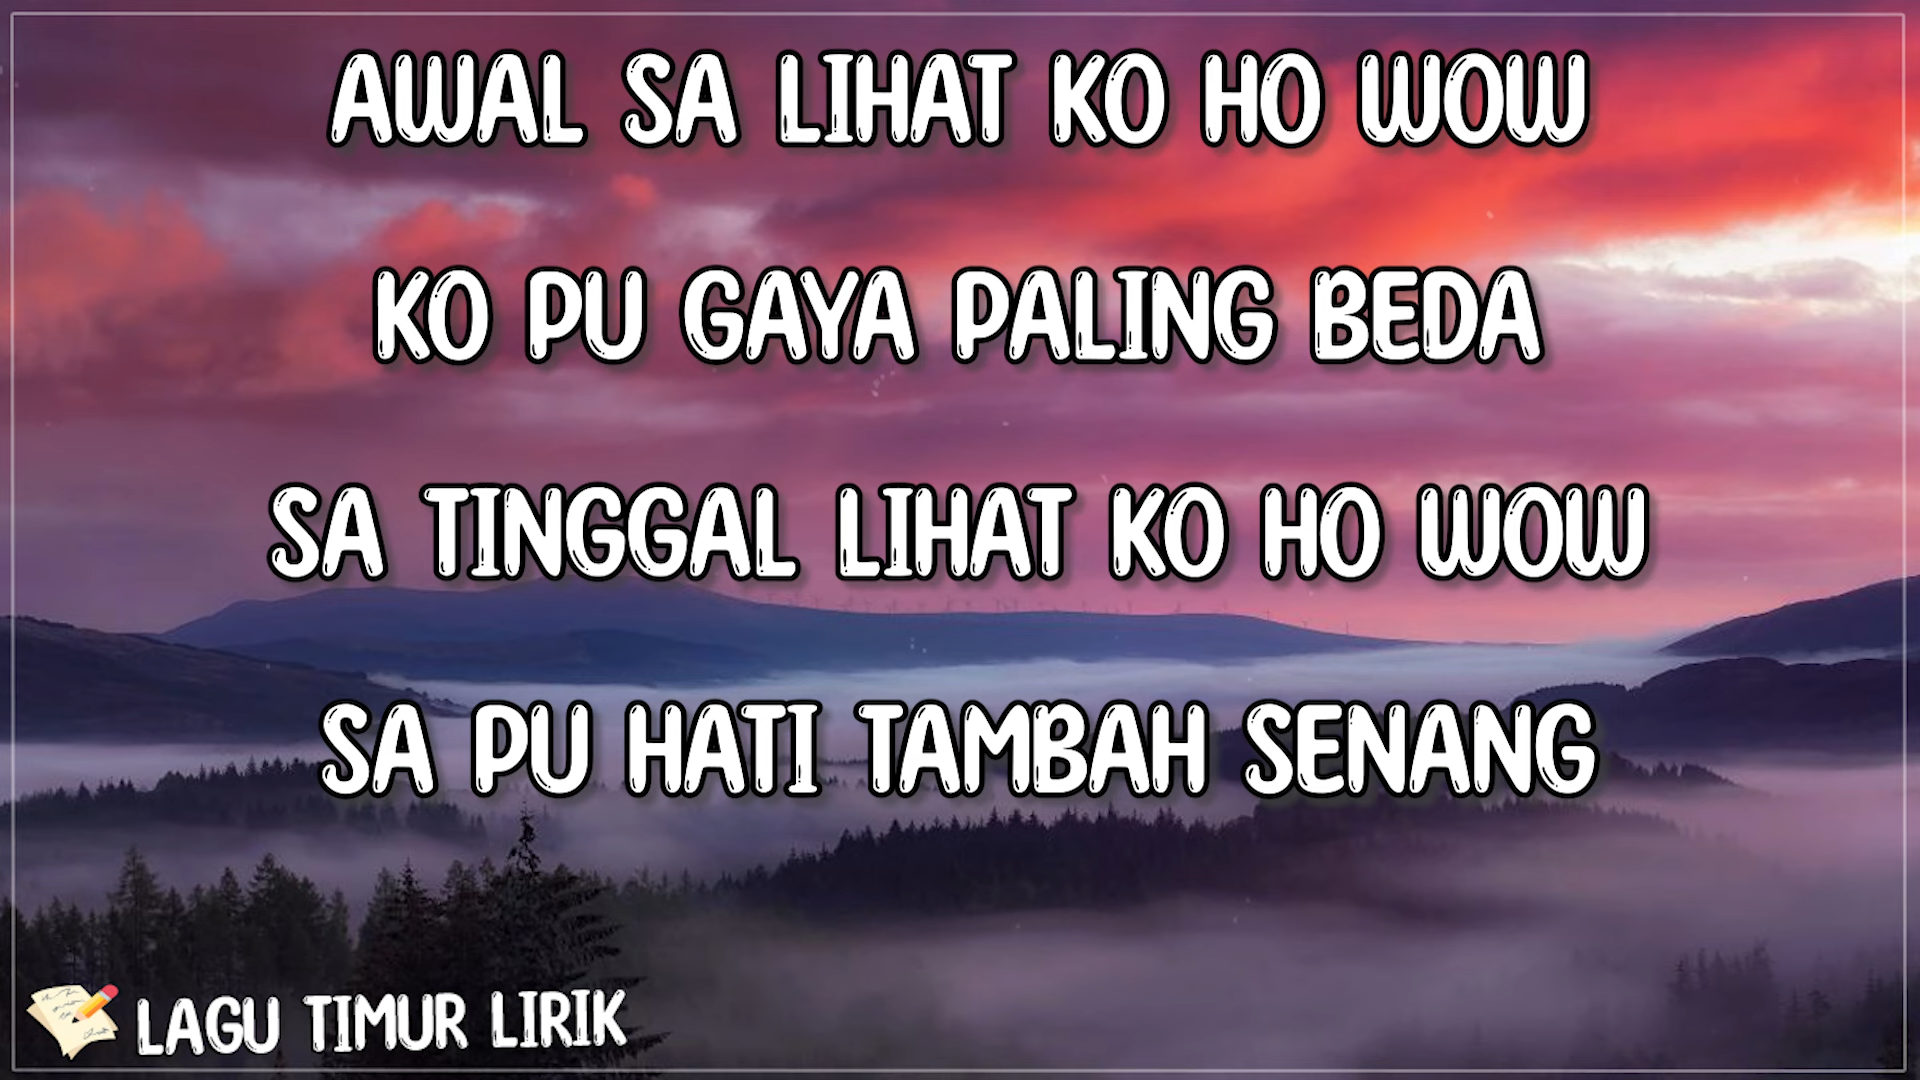 AWAL SA LIHAT KO HO WOW
KO PU GAYA PALING BEDA
SA TINGGAL LIHAT KO HO WOW
SA PU HATI TAMBAH SENANG
LAGU TIMUR LIRIK